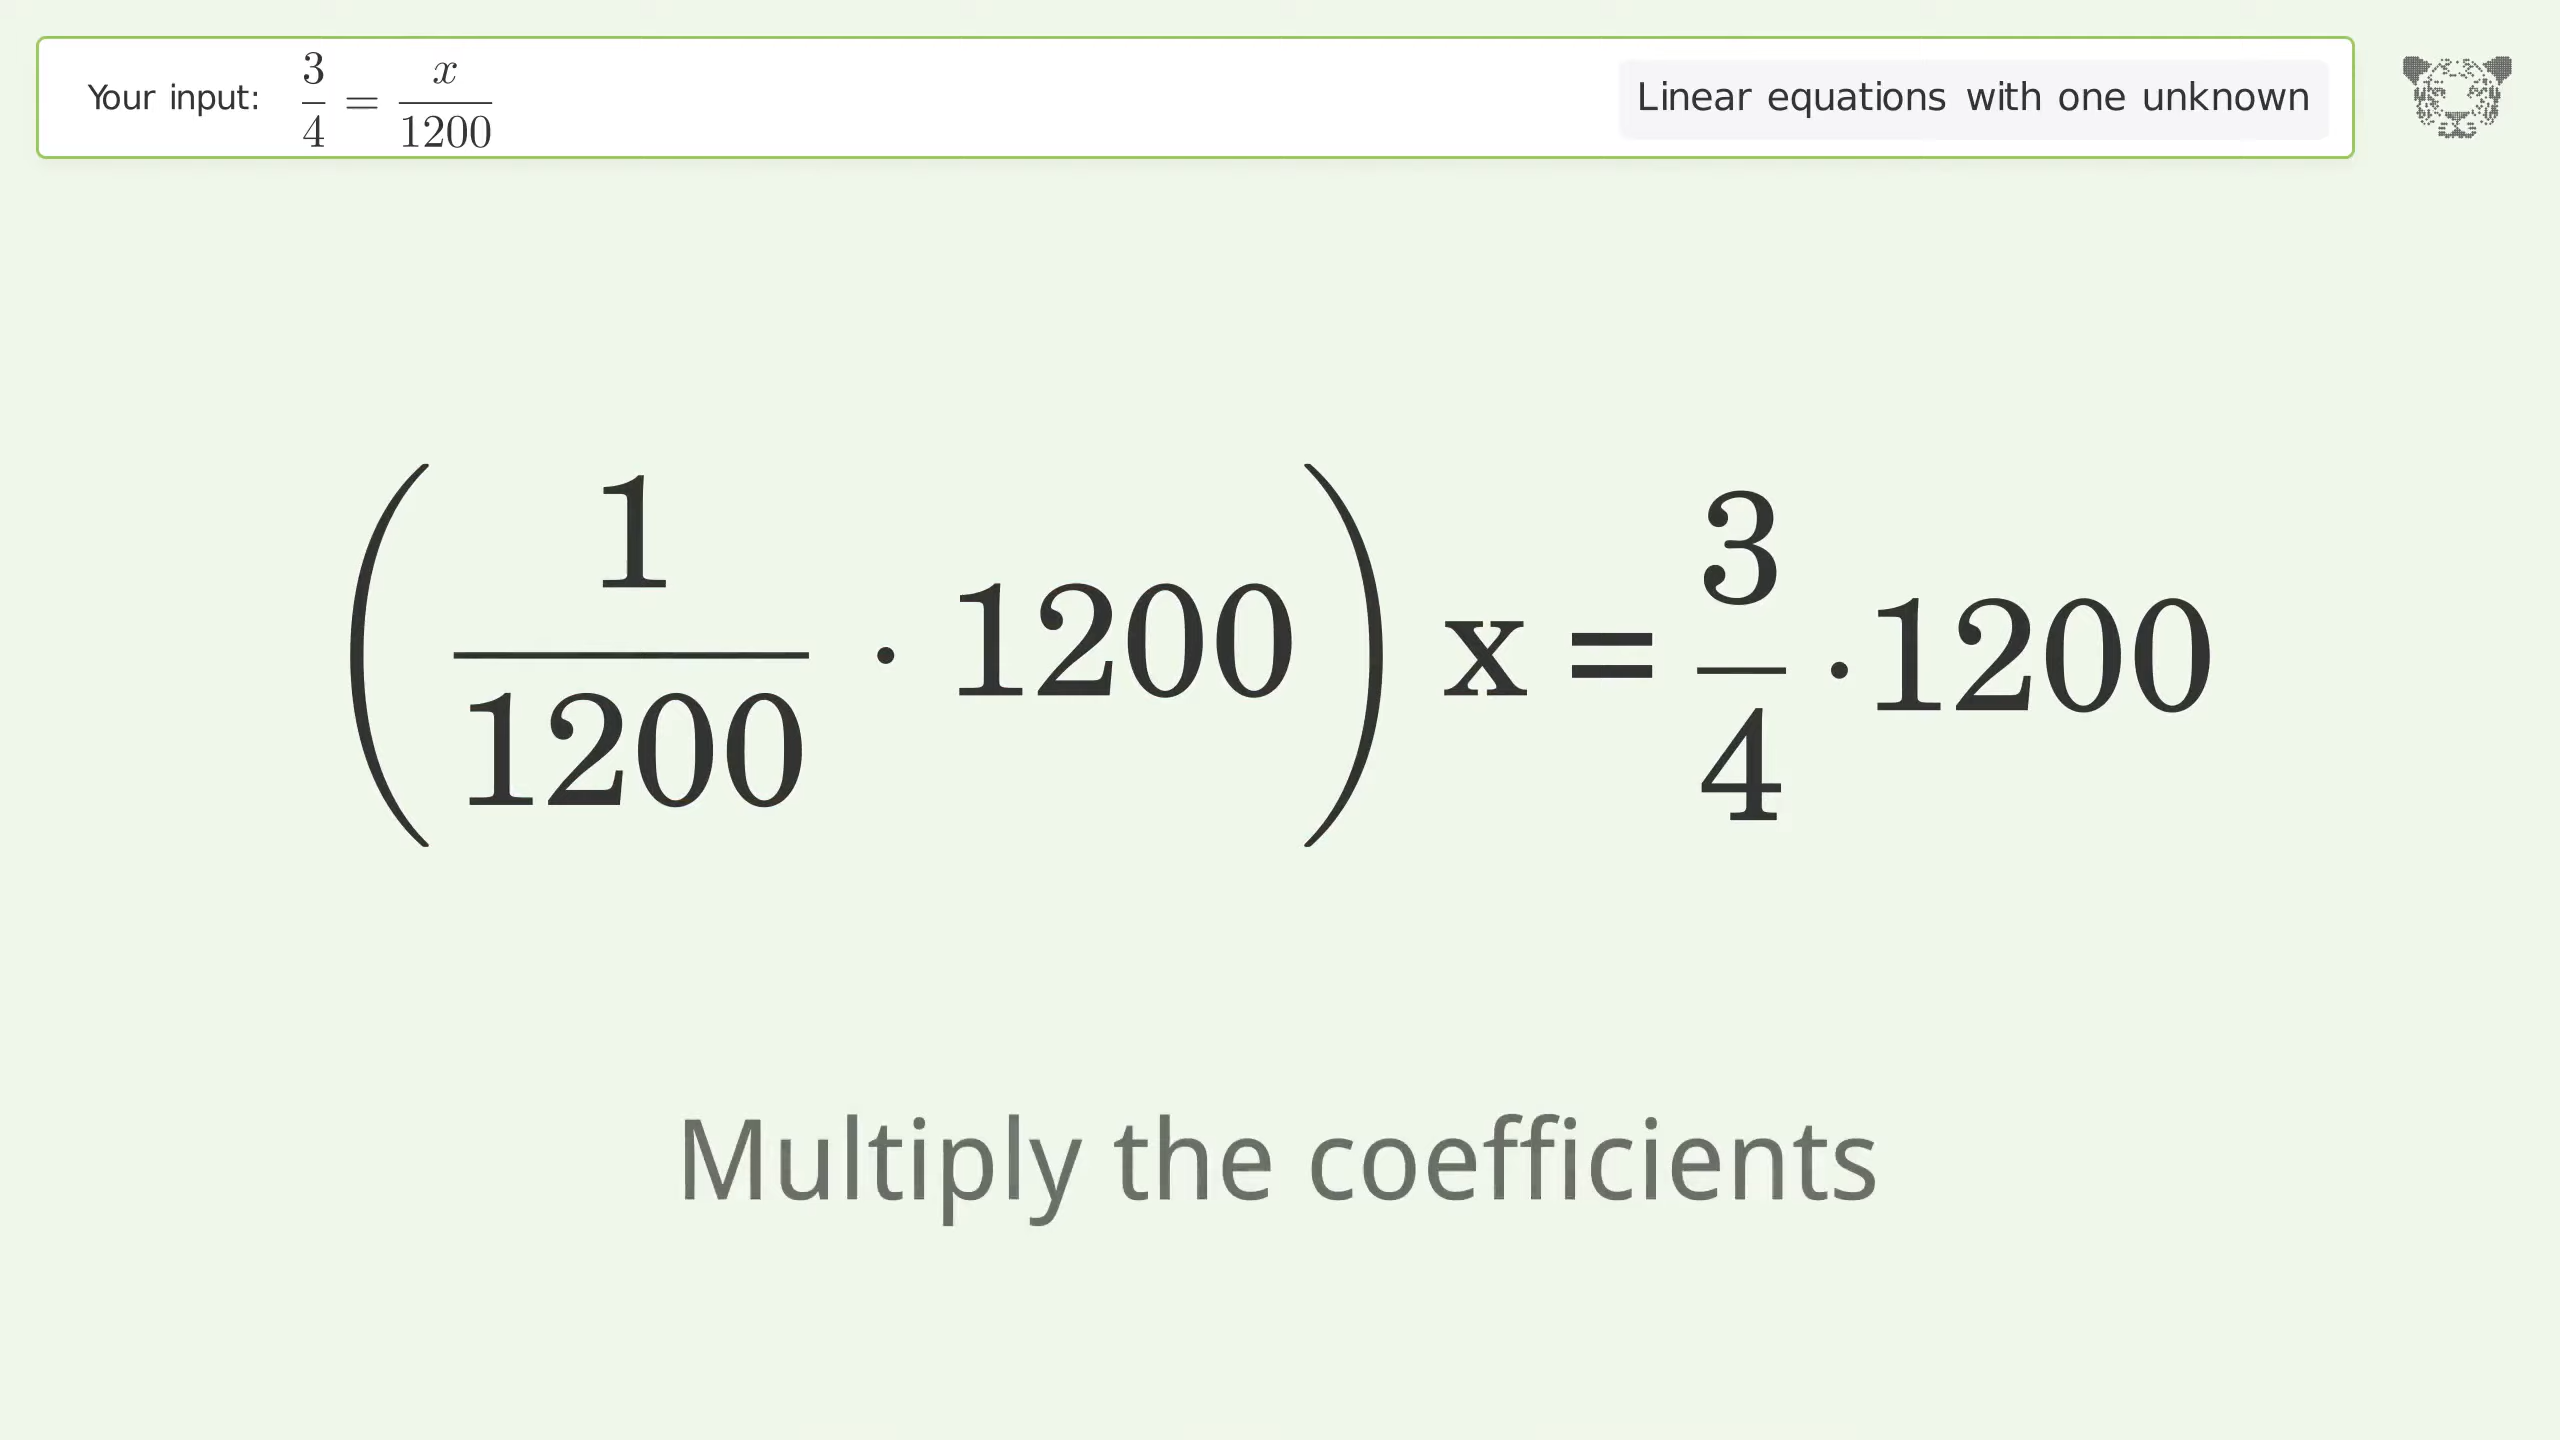 Your input: 3/4 = x/1200
Linear equations with one unknown
(1/1200 · 1200) x = 3/4 · 1200
Multiply the coefficients